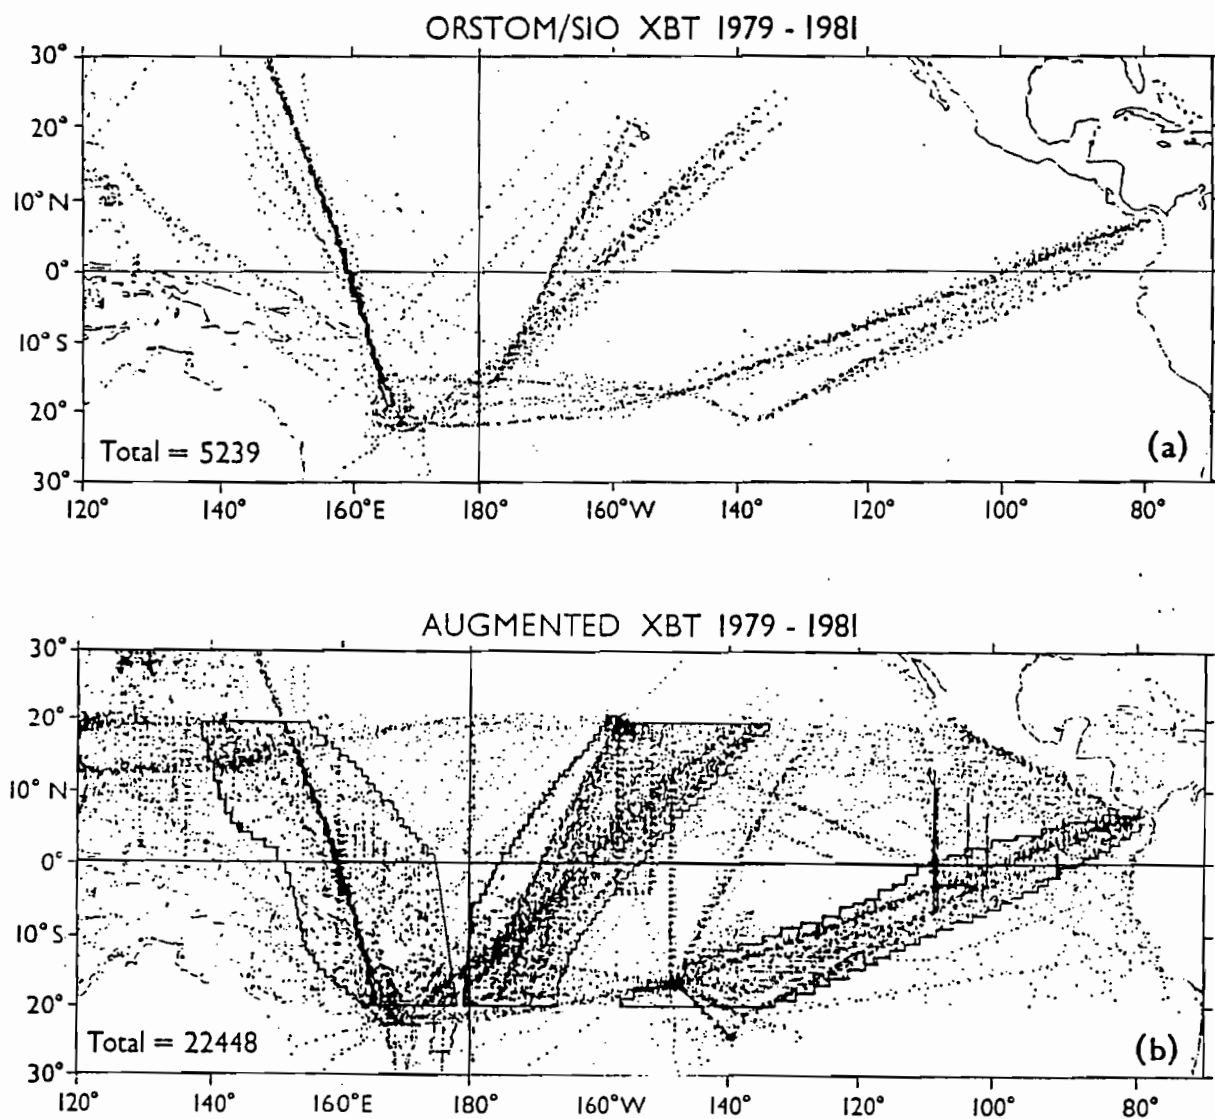 ORSTOM/SIO XBT 1979 - 1981
30°
20°
10° N
0°
10° S
20°
30°
Total = 5239
(a)
120° 140° 160°E 180° 160°W 140° 120° 100° 80°
AUGMENTED XBT 1979 - 1981
30°
20°
10° N
0°
10° S
20°
30°
Total = 22448
(b)
120° 140° 160°E 180° 160°W 140° 120° 100° 80°